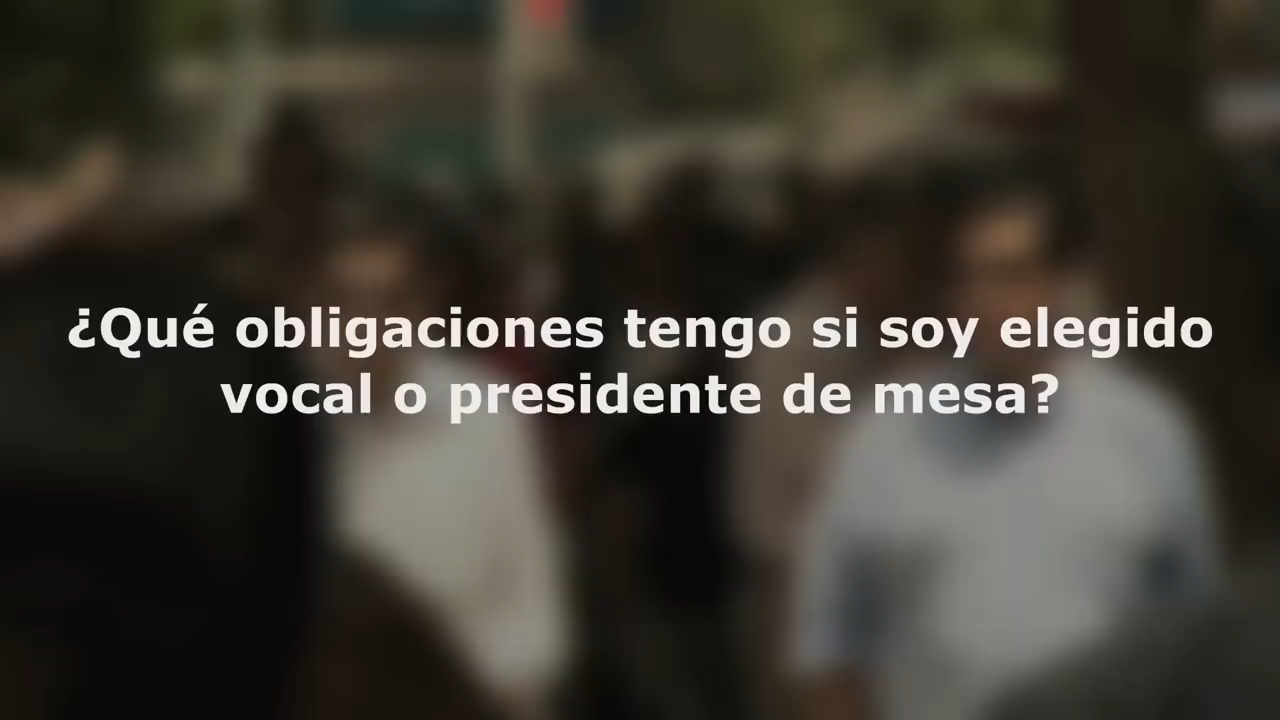 ¿Qué obligaciones tengo si soy elegido
vocal o presidente de mesa?